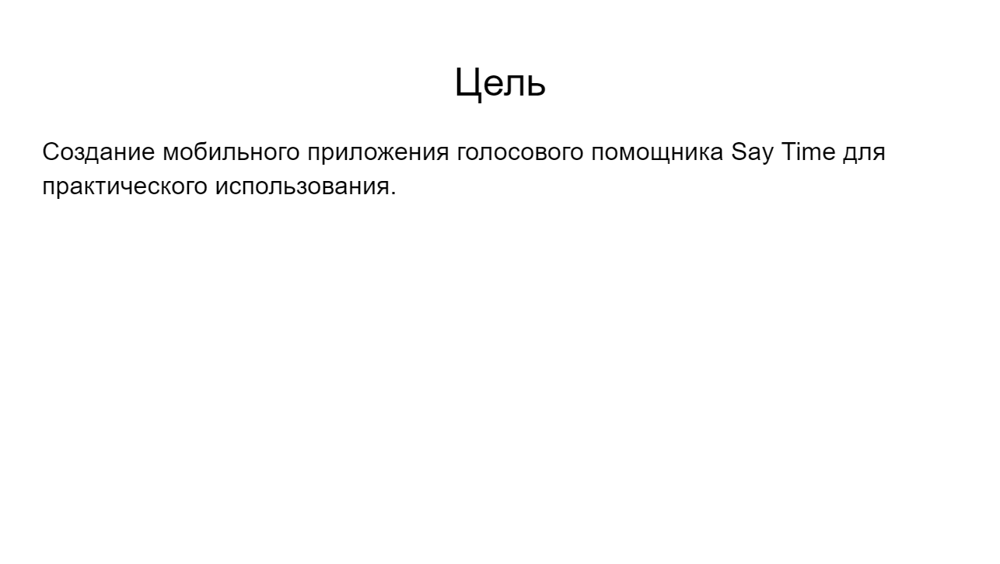 Цель
Создание мобильного приложения голосового помощника Say Time для
практического использования.